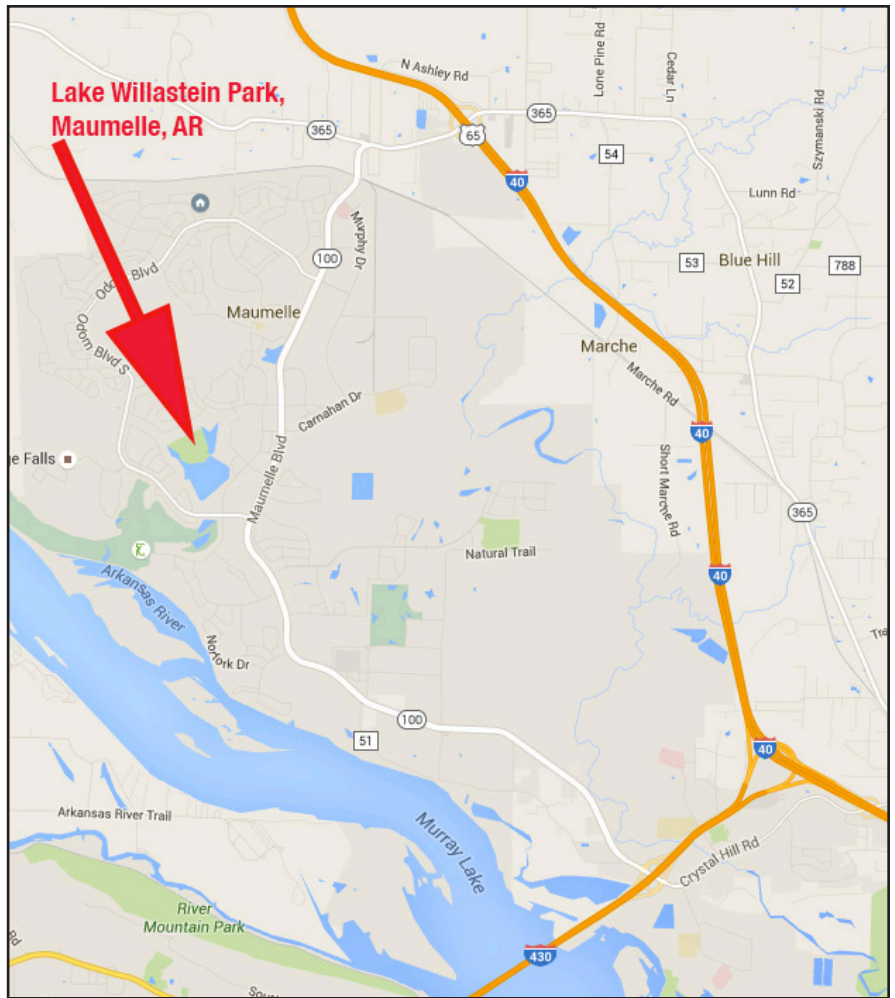 N Ashley Rd
Lone Pine Rd
Cedar Ln
Szymanski Rd
Lake Willastein Park,
Maumelle, AR
365
65
365
54
40
Lunn Rd
Murphy Dr
100
53
Blue Hill
788
52
Odom Blvd
Maumelle
Marche
Odom Blvd S
Marche Rd
Carnahan Dr
40
ge Falls
Maumelle Blvd
Short Marche Rd
365
Natural Trail
40
Arkansas River
Norfork Dr
100
51
40
Arkansas River Trail
Murray Lake
Crystal Hill Rd
River
Mountain Park
Rd
430